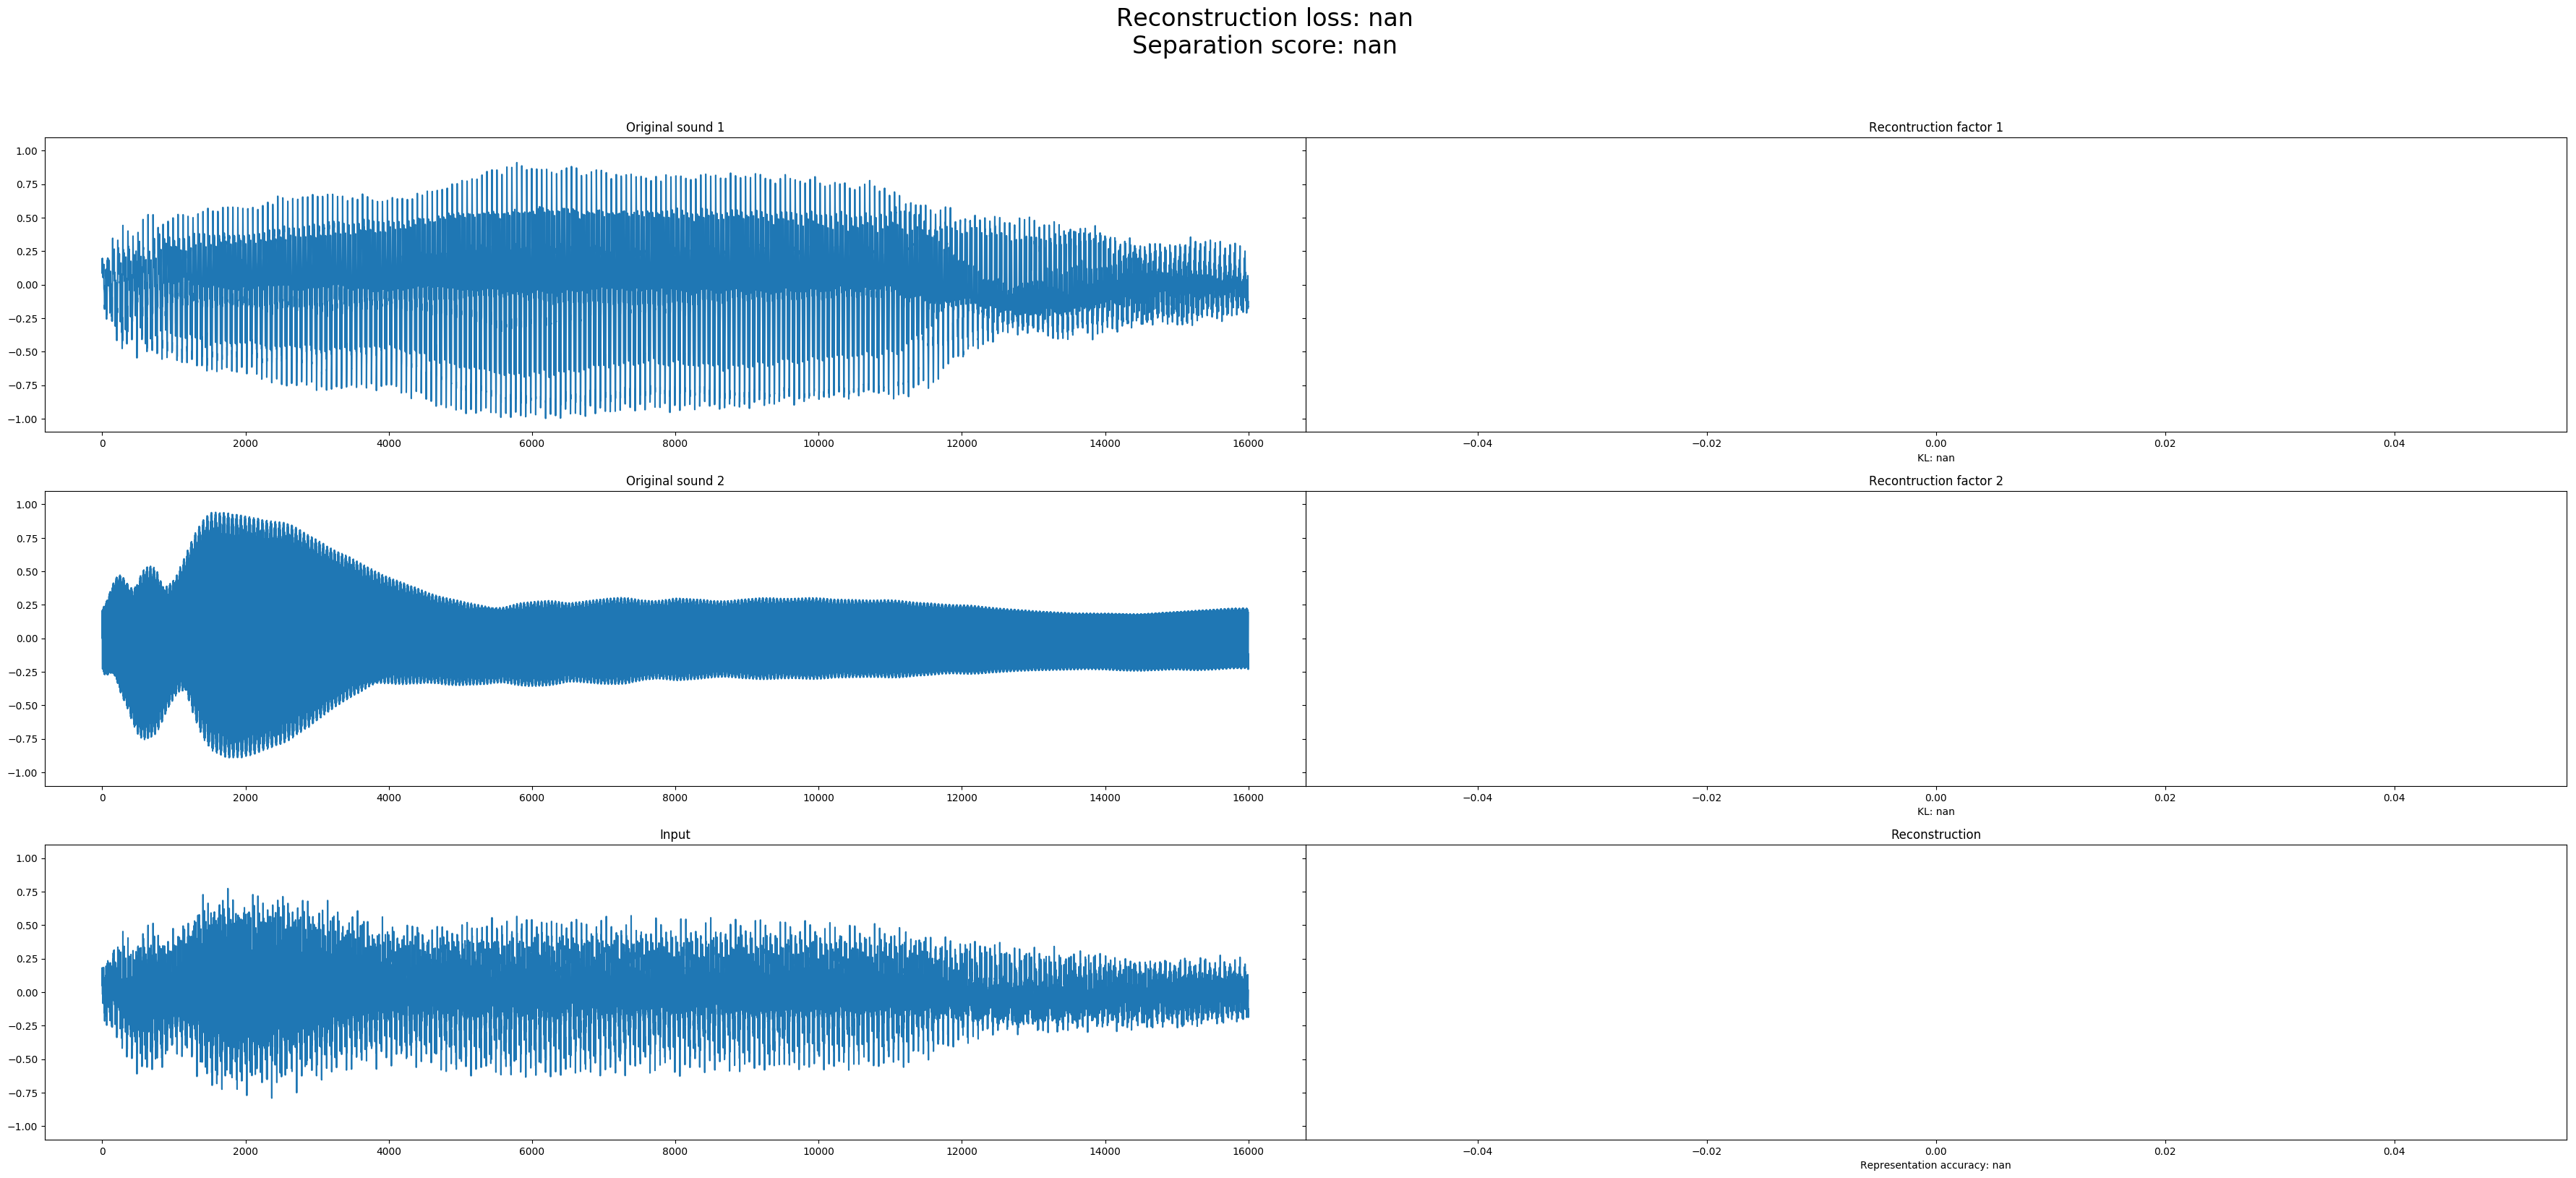 Reconstruction loss: nan
Separation score: nan
Original sound 1
Recontruction factor 1
1.00
0.75
0.50
0.25
0.00
−0.25
−0.50
−0.75
−1.00
0 2000 4000 6000 8000 10000 12000 14000 16000
−0.04 −0.02 0.00 0.02 0.04
KL: nan
Original sound 2
Recontruction factor 2
1.00
0.75
0.50
0.25
0.00
−0.25
−0.50
−0.75
−1.00
0 2000 4000 6000 8000 10000 12000 14000 16000
−0.04 −0.02 0.00 0.02 0.04
KL: nan
Input
Reconstruction
1.00
0.75
0.50
0.25
0.00
−0.25
−0.50
−0.75
−1.00
0 2000 4000 6000 8000 10000 12000 14000 16000
−0.04 −0.02 0.00 0.02 0.04
Representation accuracy: nan